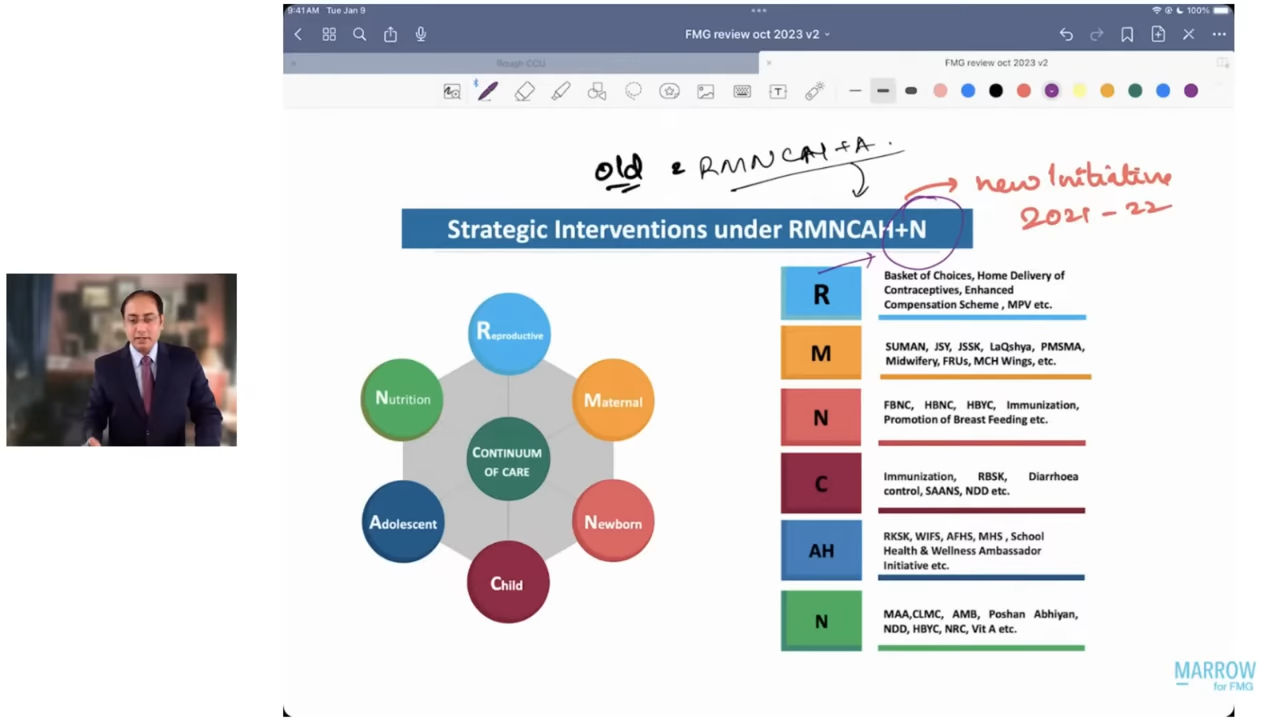 9:41 AM Tue Jan 9
100%
FMG review oct 2023 v2
Rough CCU
FMG review oct 2023 v2
T
old RMNCAH+A.
new Initiative
2021-22
Strategic Interventions under RMNCAH+N
Reproductive
Nutrition
Maternal
CONTINUUM
OF CARE
Adolescent
Newborn
Child
R
Basket of Choices, Home Delivery of
Contraceptives, Enhanced
Compensation Scheme , MPV etc.
M
SUMAN, JSY, JSSK, LaQshya, PMSMA,
Midwifery, FRUs, MCH Wings, etc.
N
FBNC, HBNC, HBYC, Immunization,
Promotion of Breast Feeding etc.
C
Immunization, RBSK, Diarrhoea
control, SAANS, NDD etc.
AH
RKSK, WIFS, AFHS, MHS , School
Health & Wellness Ambassador
Initiative etc.
N
MAA,CLMC, AMB, Poshan Abhiyan,
NDD, HBYC, NRC, Vit A etc.
MARROW
for FMG